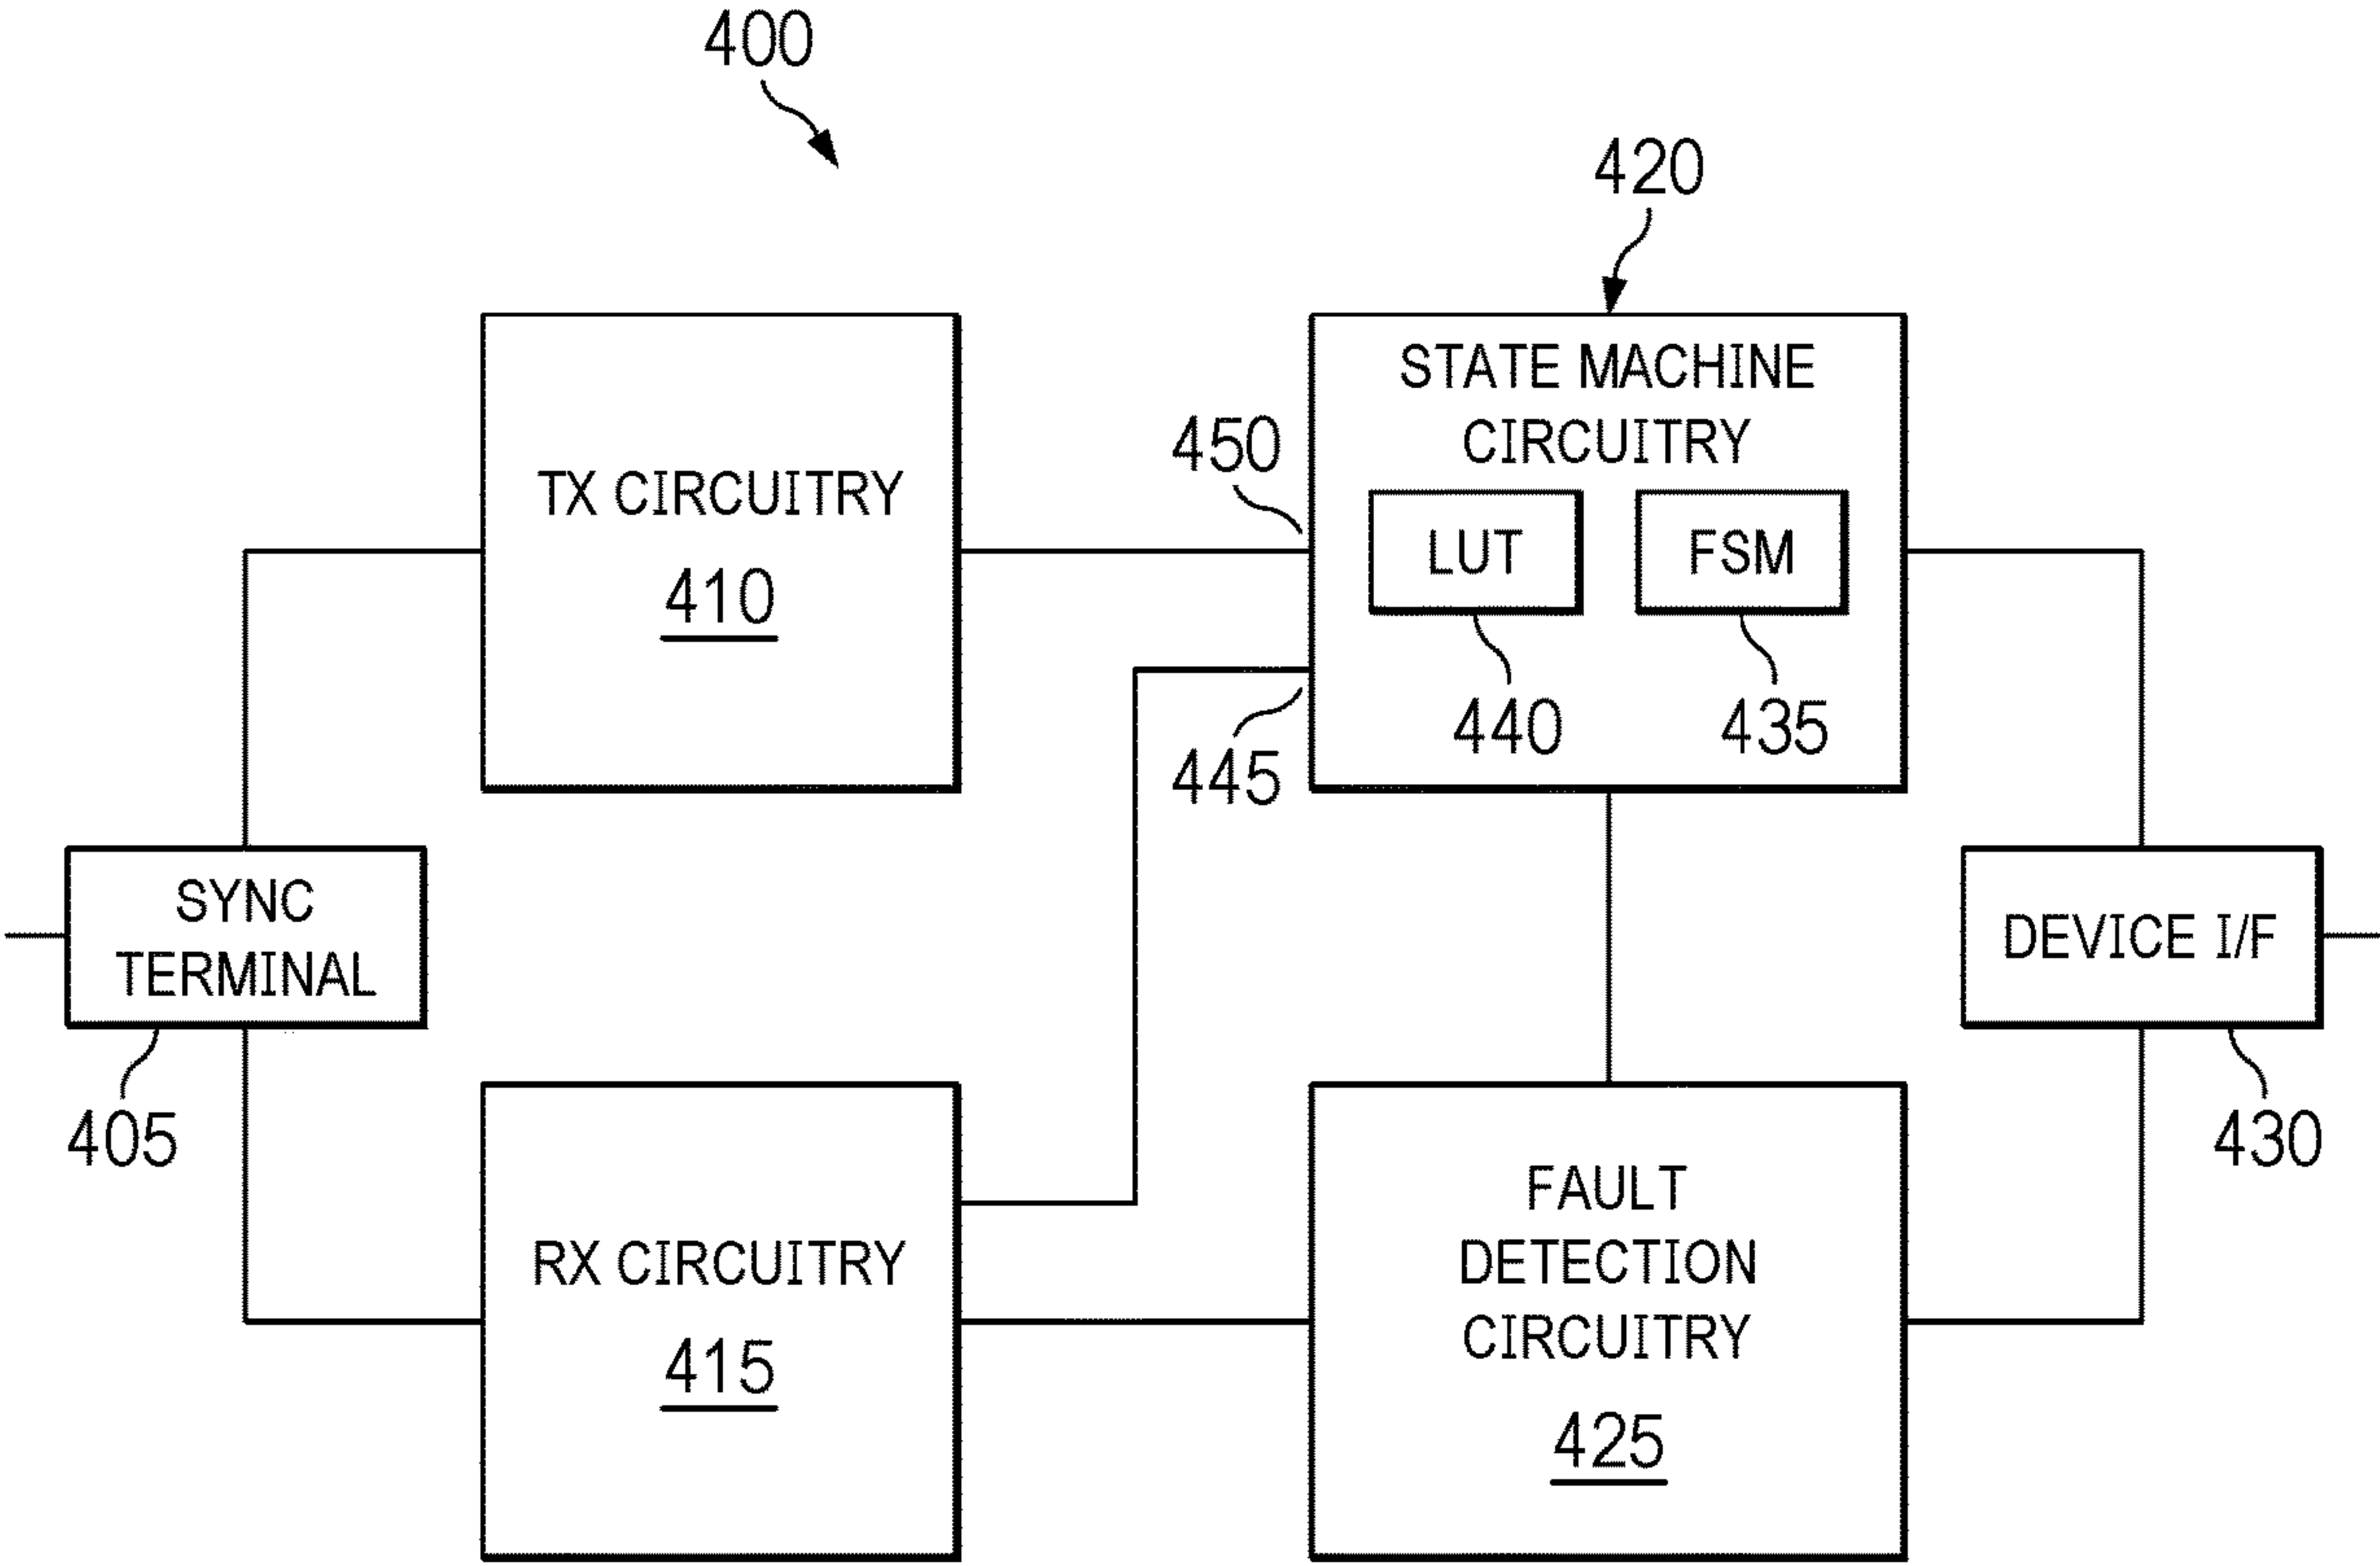 400
420
STATE MACHINE
CIRCUITRY
450
TX CIRCUITRY
410
LUT
FSM
440
435
445
SYNC
TERMINAL
405
DEVICE I/F
430
RX CIRCUITRY
415
FAULT
DETECTION
CIRCUITRY
425